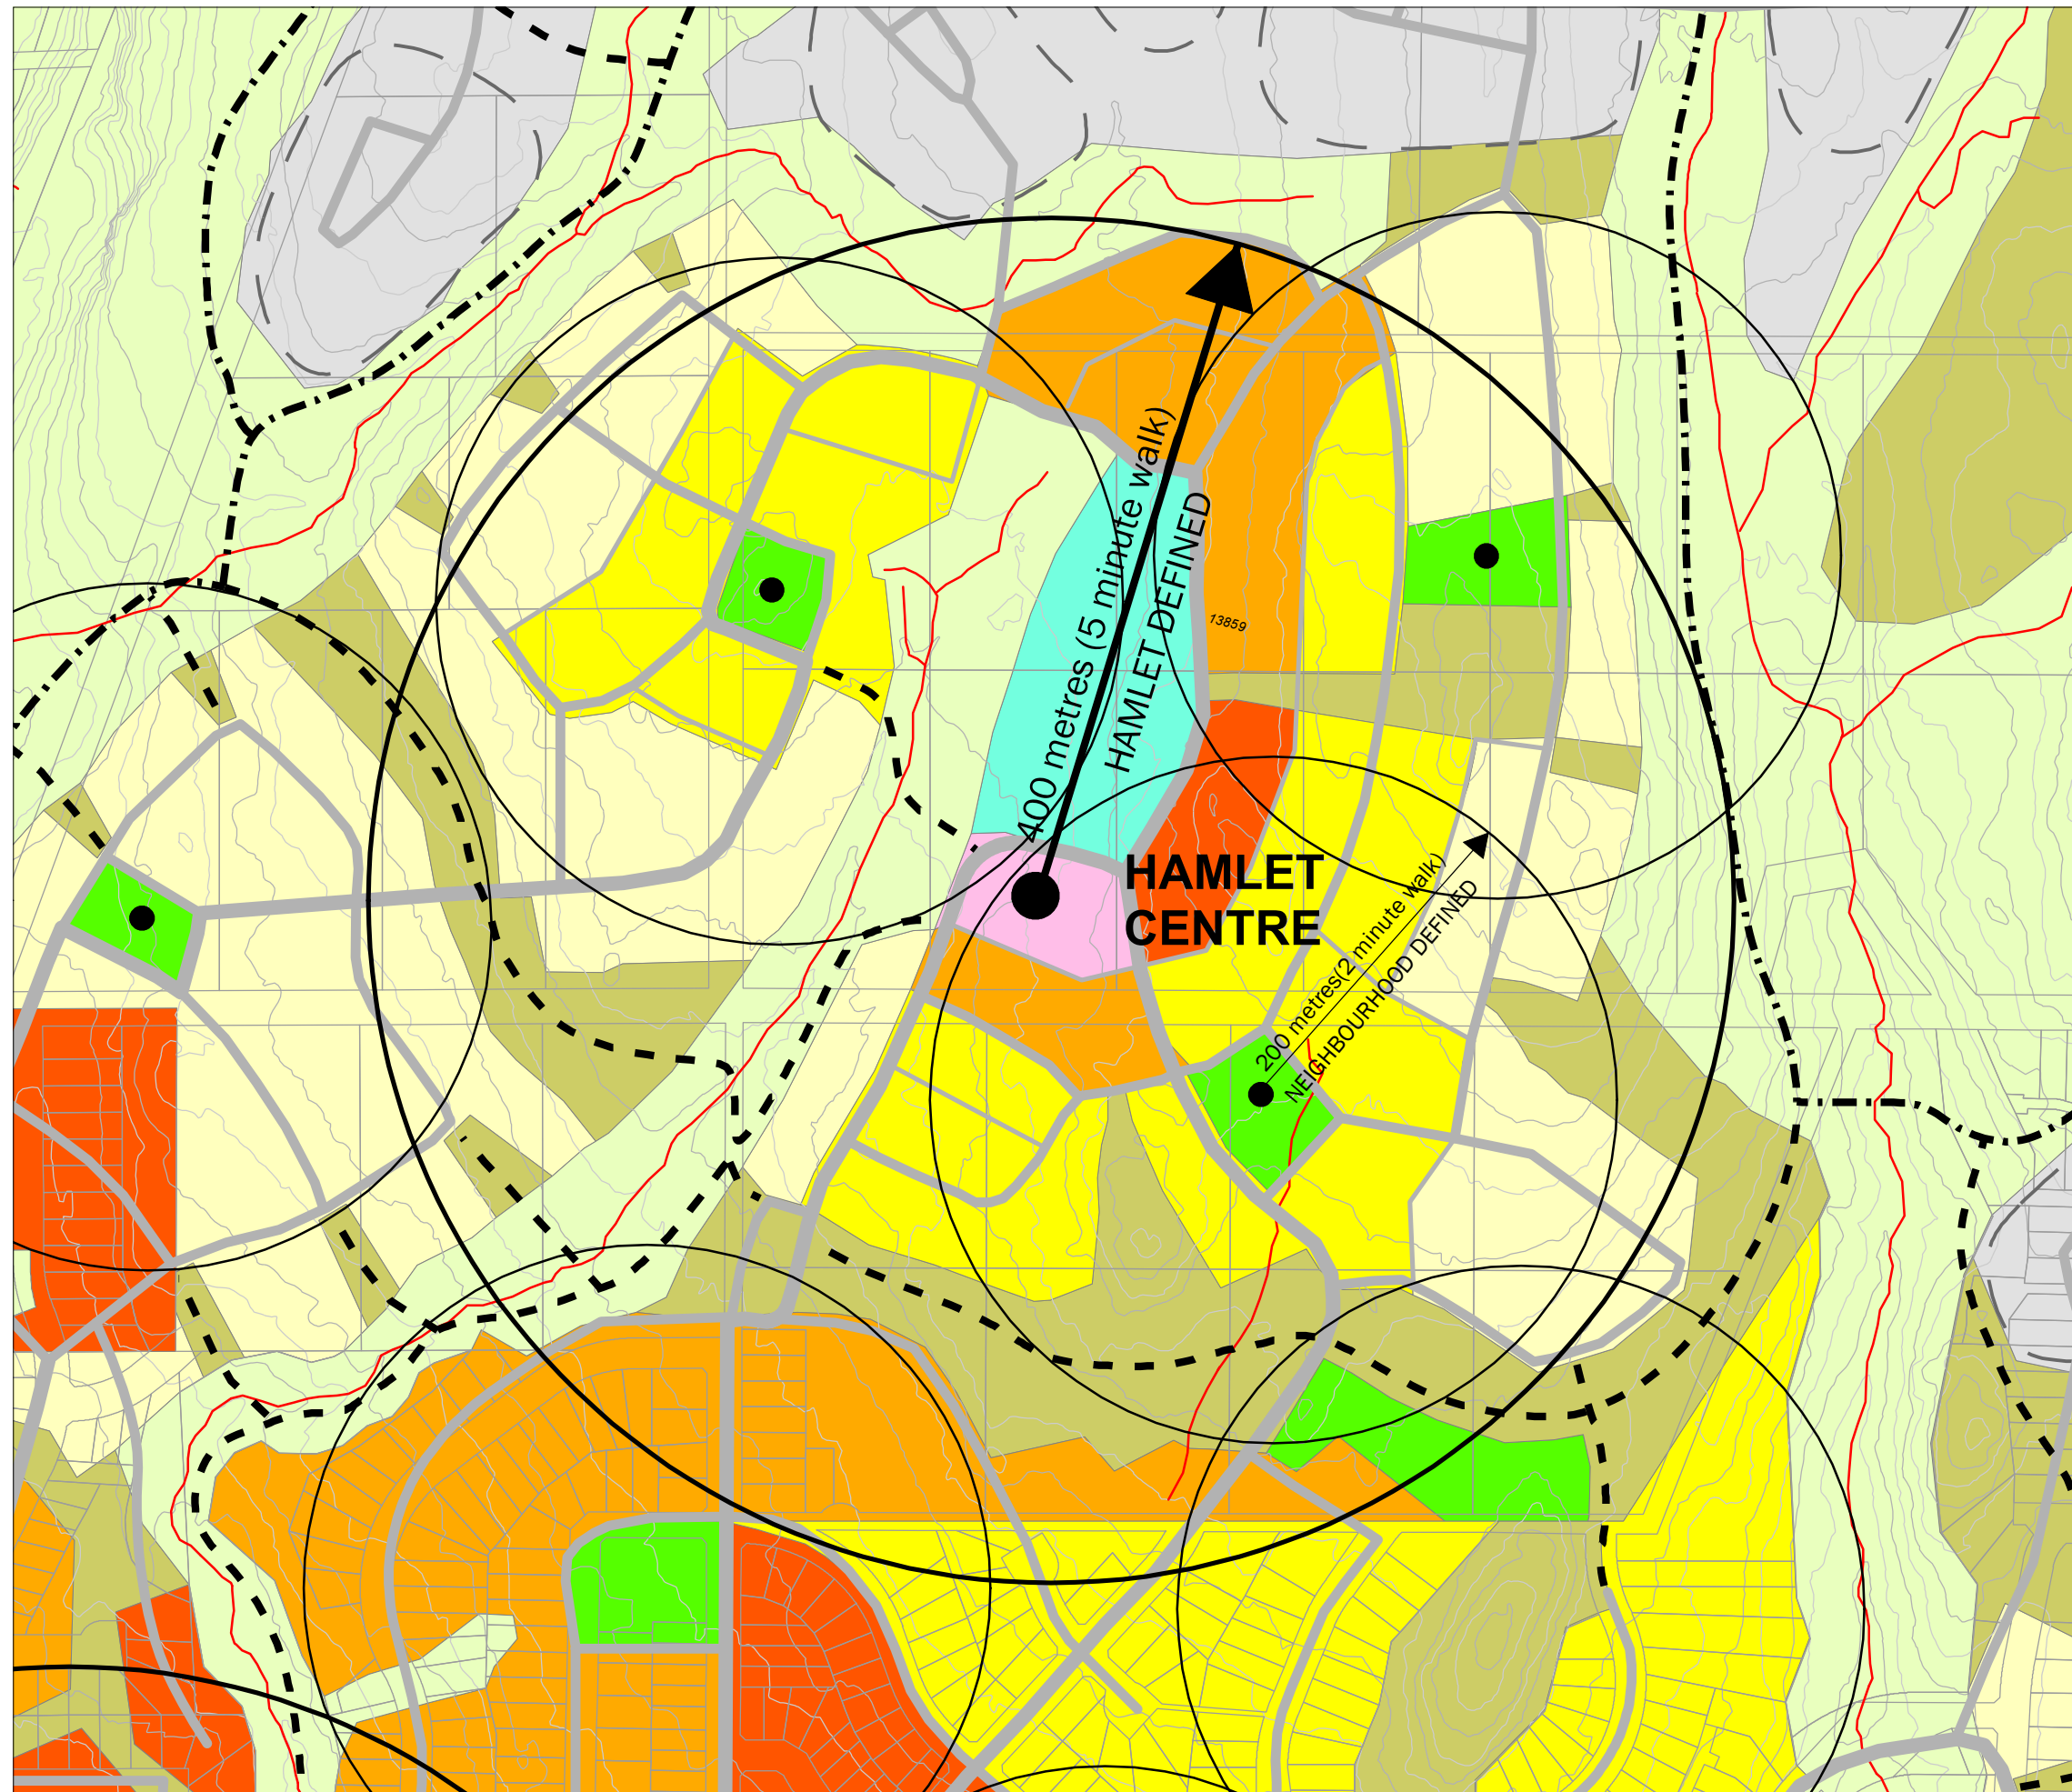 400 metres (5 minute walk)
HAMLET DEFINED
13859
HAMLET
CENTRE
200 metres(2 minute walk)
NEIGHBOURHOOD DEFINED